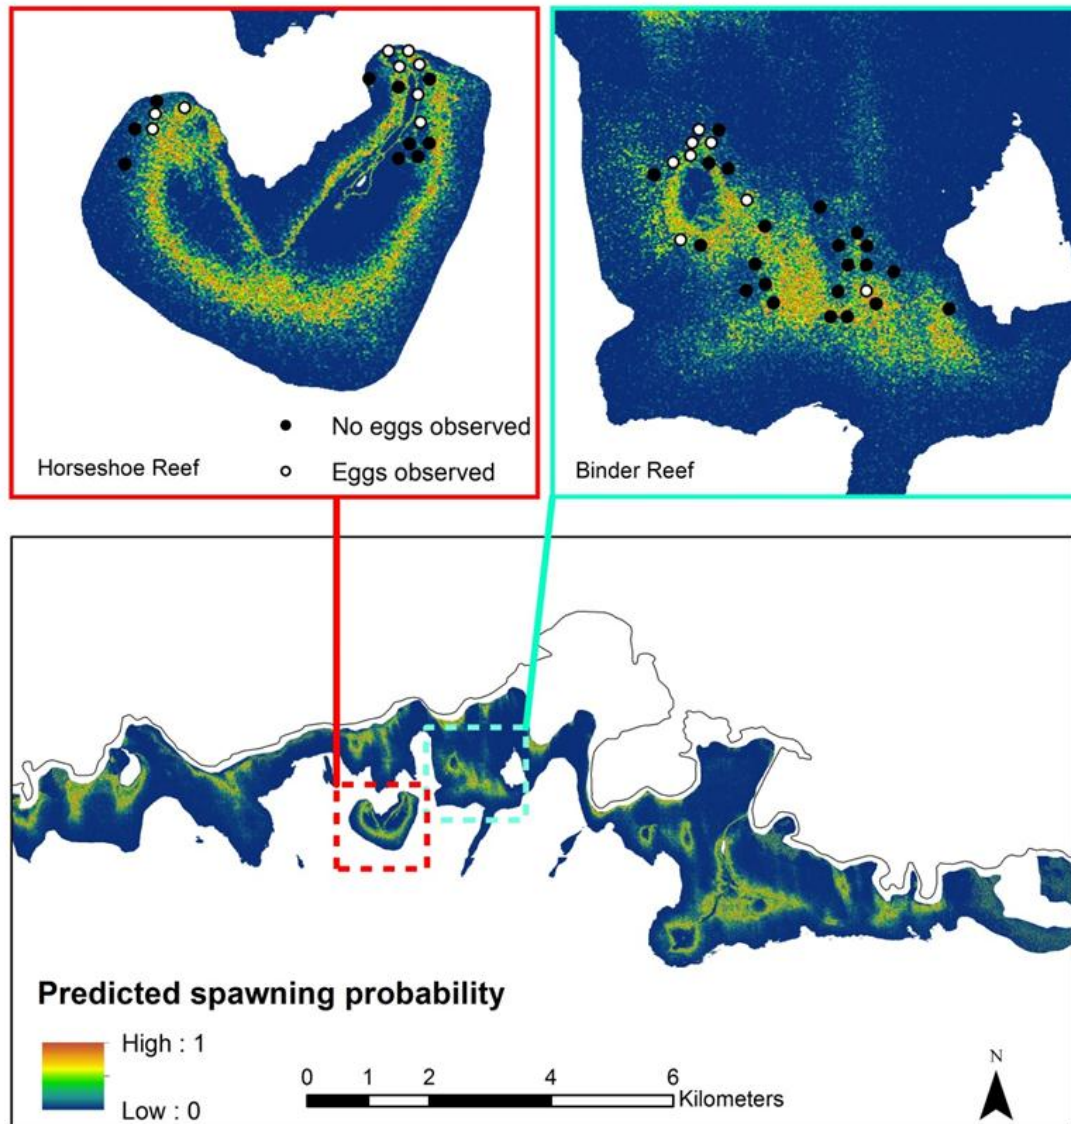 No eggs observed
Horseshoe Reef
Eggs observed
Binder Reef
Predicted spawning probability
High : 1
Low : 0
0 1 2 4 6
Kilometers
N